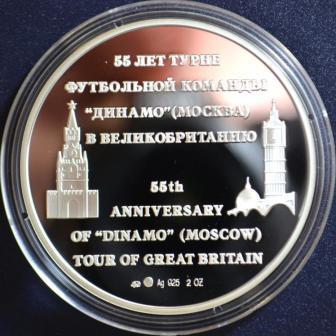 55 ЛЕТ ТУРНЕ
ФУТБОЛЬНОЙ КОМАНДЫ
"ДИНАМО"(МОСКВА)
В ВЕЛИКОБРИТАНИЮ
55th
ANNIVERSARY
OF "DINAMO" (MOSCOW)
TOUR OF GREAT BRITAIN
Ag 925 2 OZ